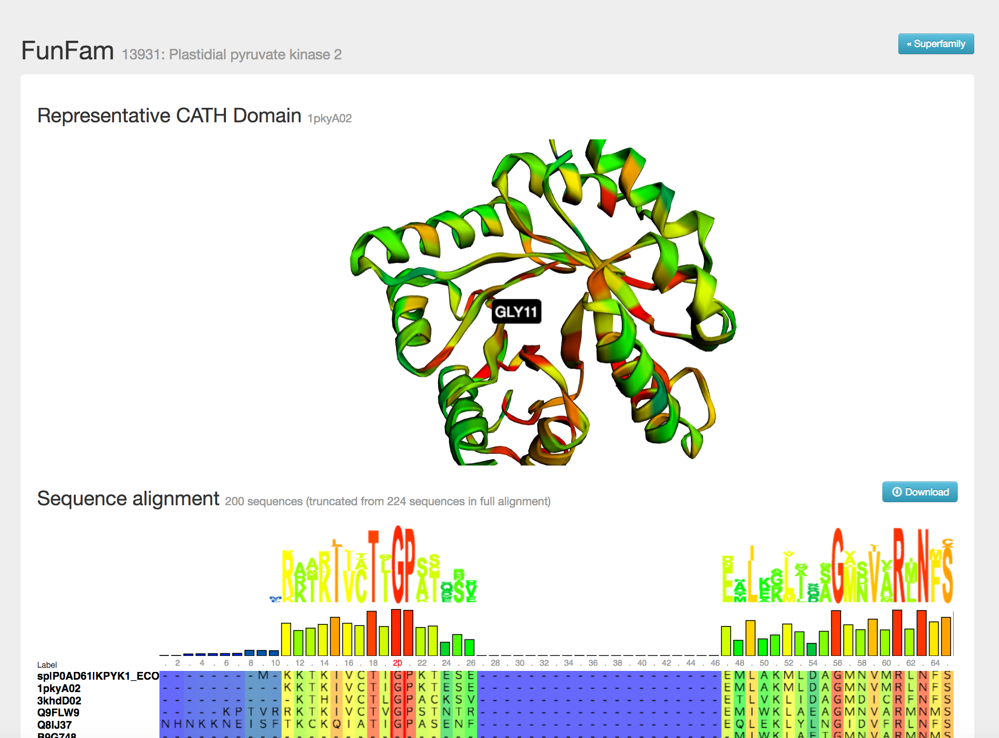 FunFam 13931: Plastidial pyruvate kinase 2
« Superfamily
Representative CATH Domain 1pkyA02
GLY11
Sequence alignment 200 sequences (truncated from 224 sequences in full alignment)
Download
Label . 2 . 4 . 6 . 8 . 10 . 12 . 14 . 16 . 18 . 20 . 22 . 24 . 26 . 28 . 30 . 32 . 34 . 36 . 38 . 40 . 42 . 44 . 46 . 48 . 50 . 52 . 54 . 56 . 58 . 60 . 62 . 64 .
sp|P0AD61|KPYK1_ECO - - - - - - - - M - K K T K I V C T I G P K T E S E - - - - - - - - - - - - - - - - - - - - E M L A K M L D A G M N V M R L N F S
1pkyA02 - - - - - - - - - - K K T K I V C T I G P K T E S E - - - - - - - - - - - - - - - - - - - - E M L A K M L D A G M N V M R L N F S
3khdD02 - - - - - - - - - - - K T H I V C T L G P A C K S V - - - - - - - - - - - - - - - - - - - - E T L V K L I D A G M D I C R F N F S
Q9FLW9 - - - - - K P T V R R K T K I V C T V G P S T N T R - - - - - - - - - - - - - - - - - - - - E M I W K L A E A G M N V A R M N M S
Q8IJ37 N H N K K N E I S F T K C K Q I A T I G P A S E N F - - - - - - - - - - - - - - - - - - - - E Q L E K L Y L N G I D V F R L N F S
B9G748 - - - - - - - - - - - - - - - - - - - - - - - - - - - - - - - - - - - - - - - - - - - - - - - M I W K L A E T G M N V A R M N M S